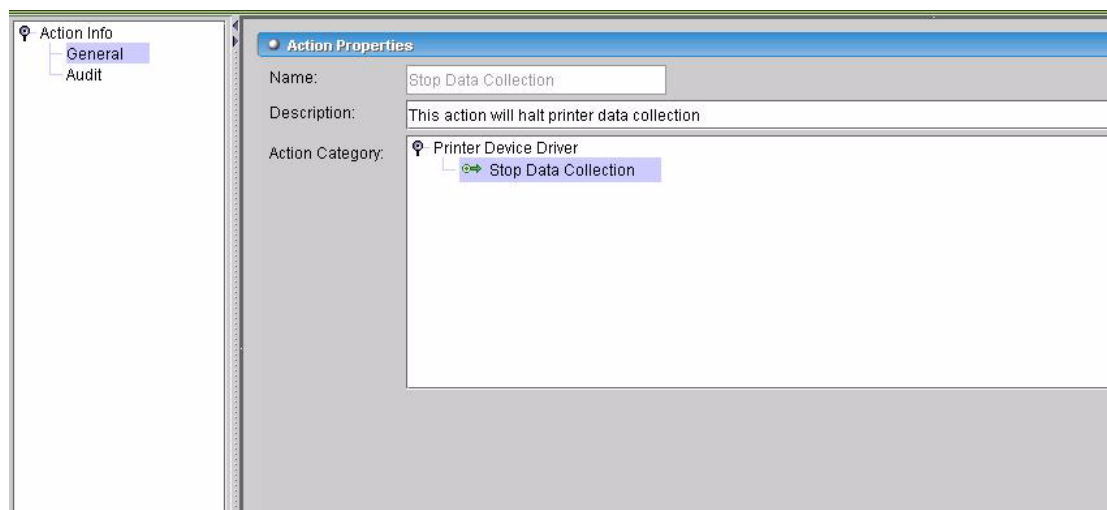 Action Info
General
Audit
Action Properties
Name: Stop Data Collection
Description: This action will halt printer data collection
Action Category: Printer Device Driver
Stop Data Collection